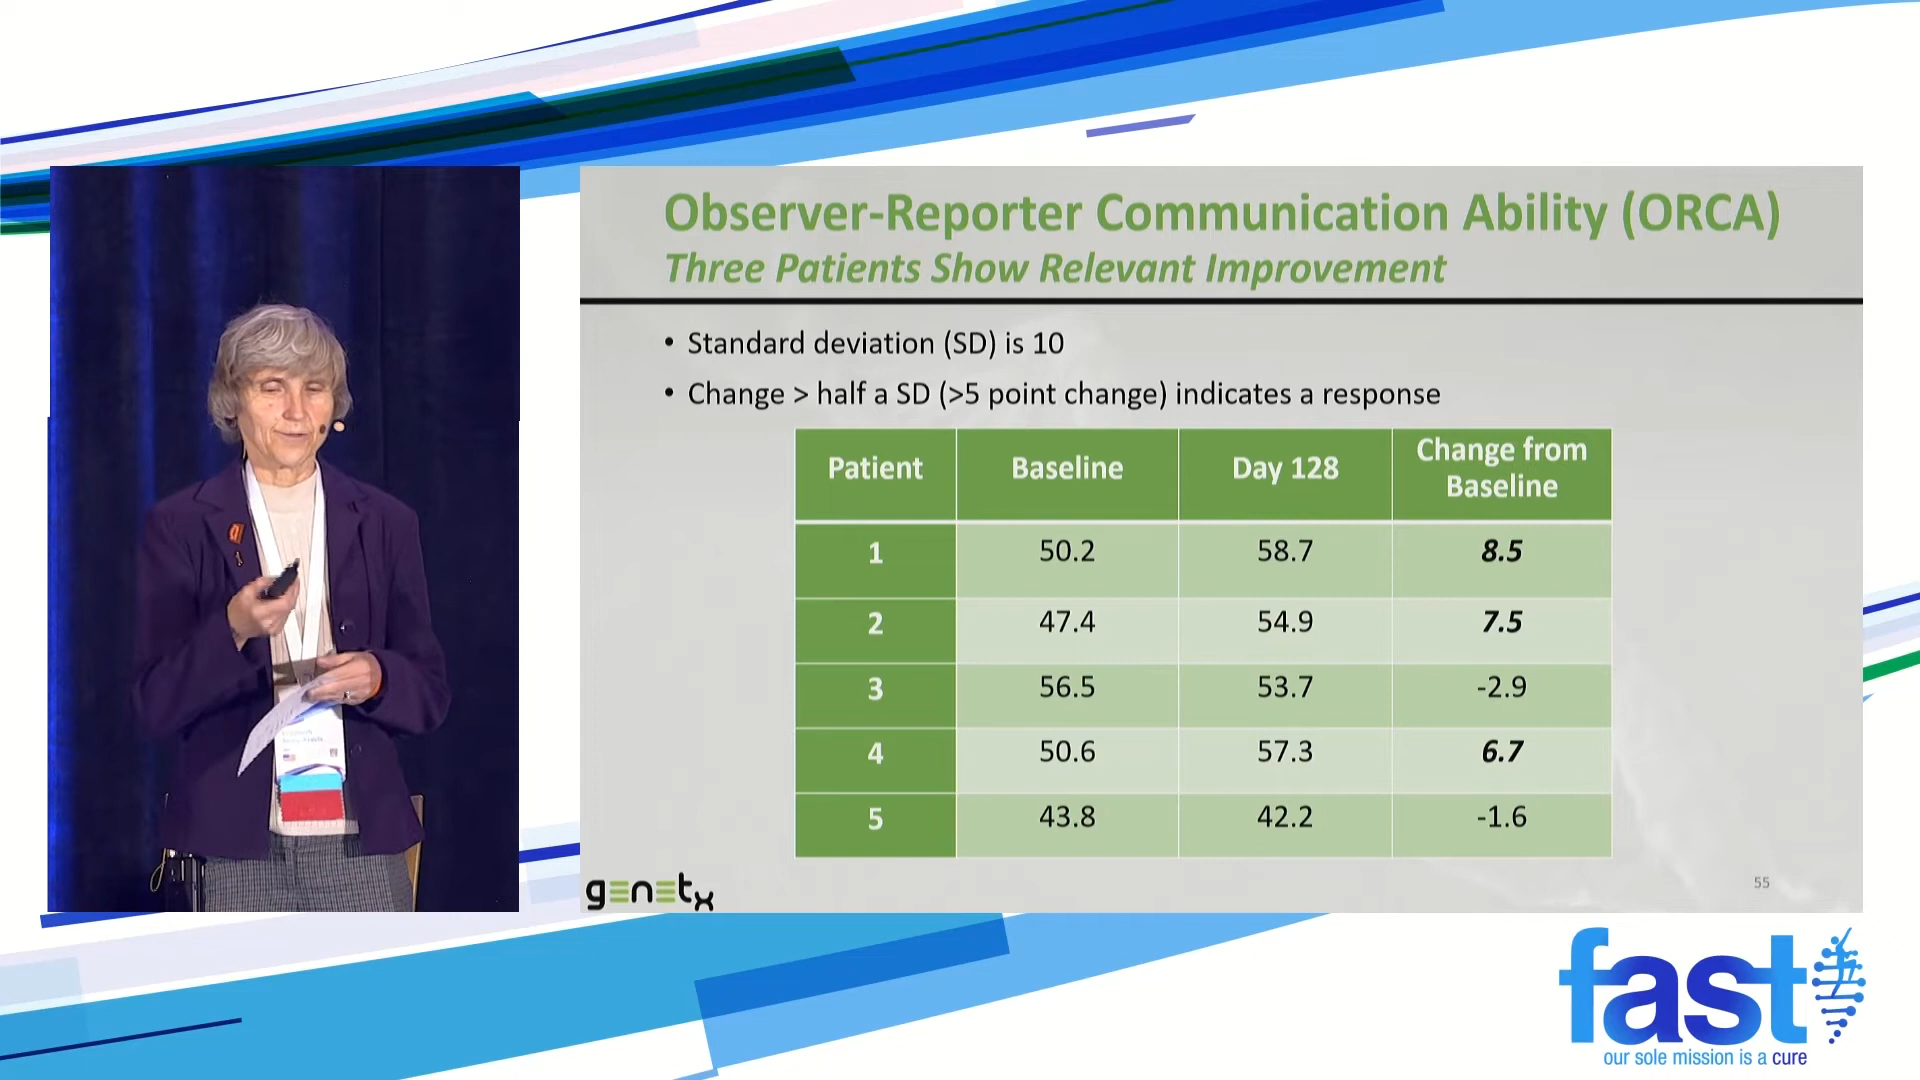 Observer-Reporter Communication Ability (ORCA)
Three Patients Show Relevant Improvement
• Standard deviation (SD) is 10
• Change > half a SD (>5 point change) indicates a response
Patient Baseline Day 128 Change from Baseline
1 50.2 58.7 8.5
2 47.4 54.9 7.5
3 56.5 53.7 -2.9
4 50.6 57.3 6.7
5 43.8 42.2 -1.6
genetx
55
fast
our sole mission is a cure